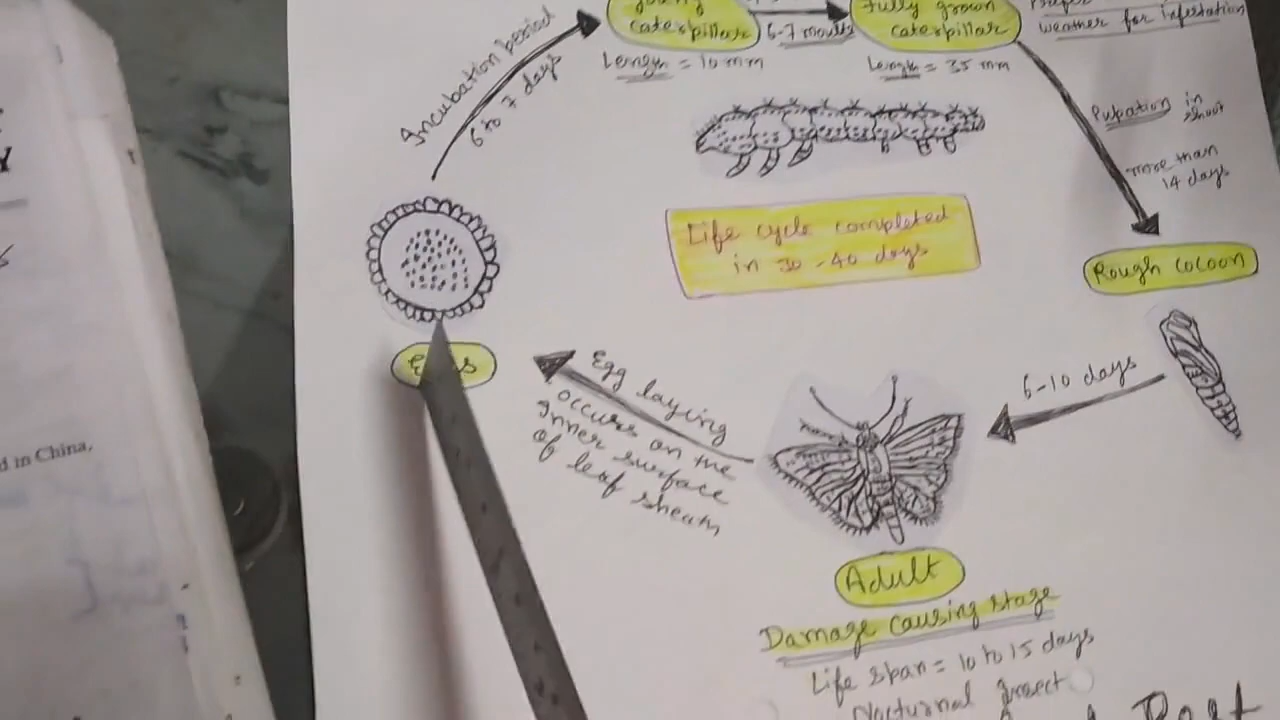 young
caterpillar
6-7 moults
Length = 10 mm
Fully grown
caterpillar
Length = 35 mm
weather for infestation
Incubation period
6 to 7 days
Pupation in
shoot
more than
14 days
Life cycle completed
in 30-40 days
Rough cocoon
Eggs
Egg laying
occurs on the
inner surface
of leaf sheath
6-10 days
Adult
Damage causing stage
Life span = 10 to 15 days
Nocturnal insect
d in China,
Y